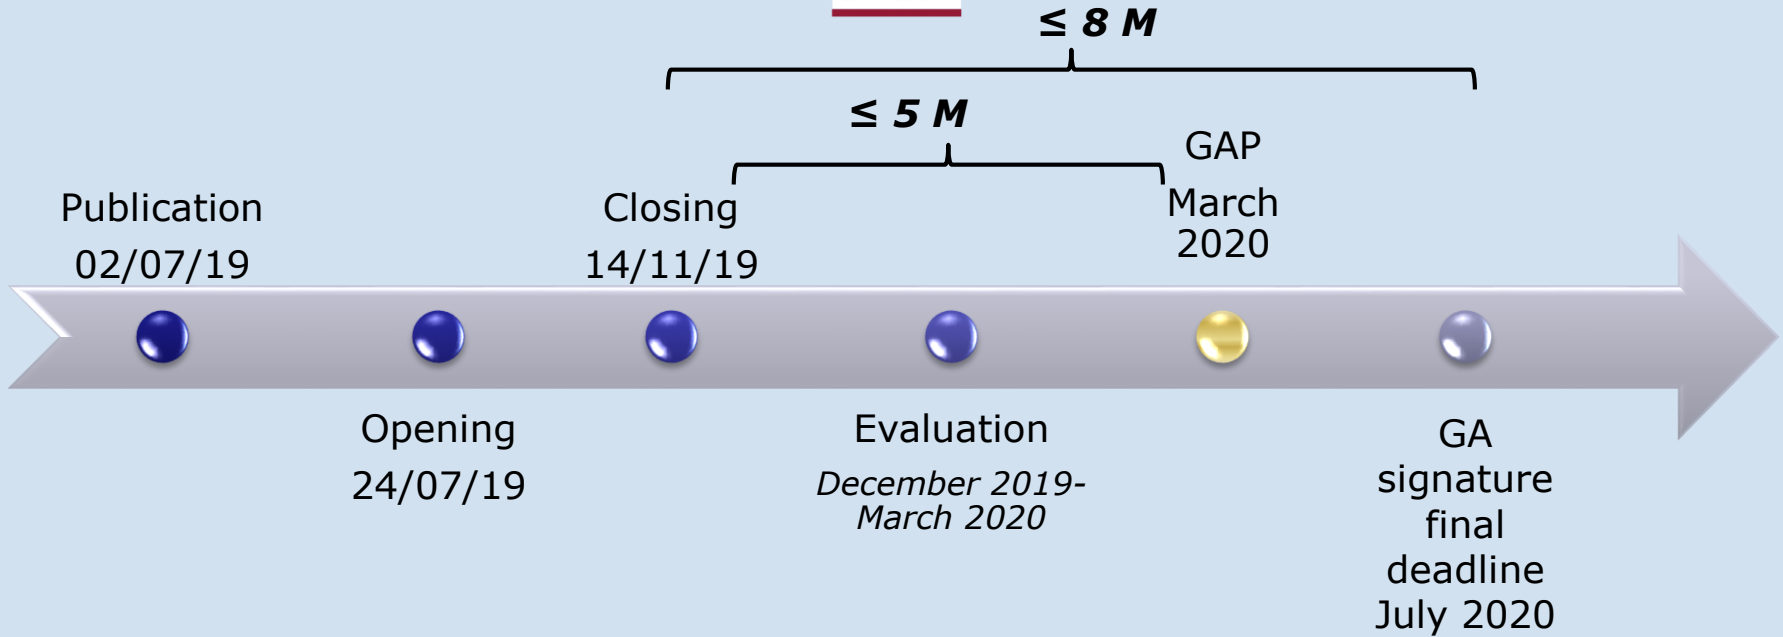 ≤ 8 M
≤ 5 M
GAP
March
2020
Publication
02/07/19
Closing
14/11/19
Opening
24/07/19
Evaluation
December 2019-
March 2020
GA
signature
final
deadline
July 2020